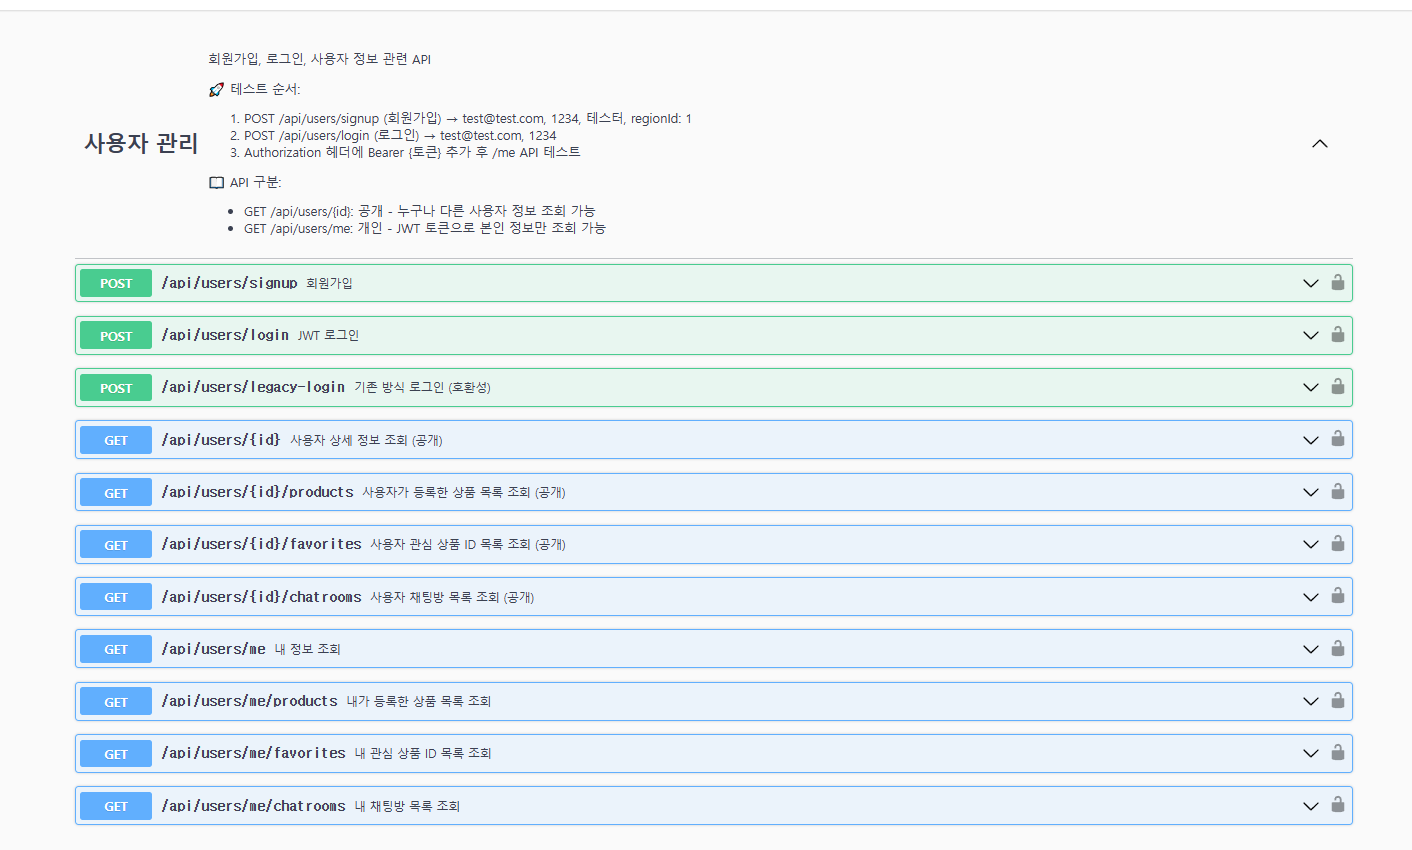 회원가입, 로그인, 사용자 정보 관련 API
🚀 테스트 순서:
1. POST /api/users/signup (회원가입) → test@test.com, 1234, 테스터, regionId: 1
2. POST /api/users/login (로그인) → test@test.com, 1234
3. Authorization 헤더에 Bearer {토큰} 추가 후 /me API 테스트
사용자 관리
📖 API 구분:
• GET /api/users/{id}: 공개 - 누구나 다른 사용자 정보 조회 가능
• GET /api/users/me: 개인 - JWT 토큰으로 본인 정보만 조회 가능
POST /api/users/signup 회원가입
POST /api/users/login JWT 로그인
POST /api/users/legacy-login 기존 방식 로그인 (호환성)
GET /api/users/{id} 사용자 상세 정보 조회 (공개)
GET /api/users/{id}/products 사용자가 등록한 상품 목록 조회 (공개)
GET /api/users/{id}/favorites 사용자 관심 상품 ID 목록 조회 (공개)
GET /api/users/{id}/chatrooms 사용자 채팅방 목록 조회 (공개)
GET /api/users/me 내 정보 조회
GET /api/users/me/products 내가 등록한 상품 목록 조회
GET /api/users/me/favorites 내 관심 상품 ID 목록 조회
GET /api/users/me/chatrooms 내 채팅방 목록 조회